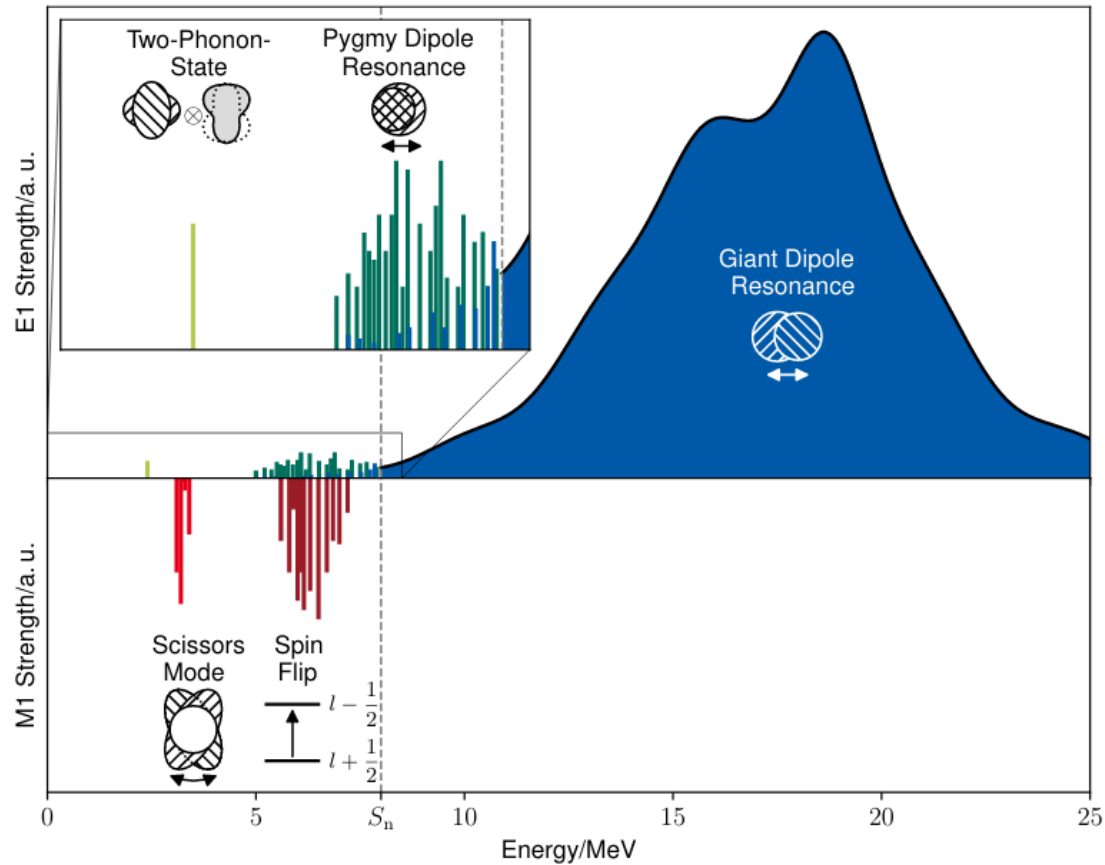 Two-Phonon-
State
Pygmy Dipole
Resonance
E1 Strength/a. u.
Giant Dipole
Resonance
M1 Strength/a. u.
Scissors
Mode
Spin
Flip
l − 1/2
l + 1/2
0 5 Sn 10 15 20 25
Energy/MeV